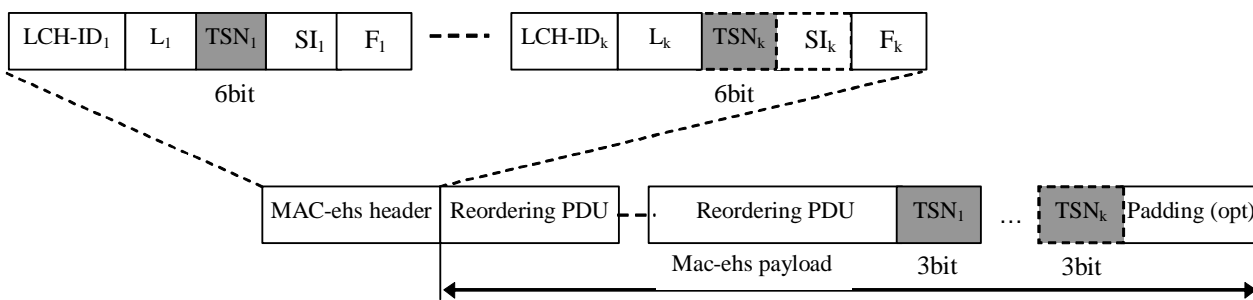 LCH-ID₁ L₁ TSN₁ SI₁ F₁ LCH-IDₖ Lₖ TSNₖ SIₖ Fₖ
6bit 6bit
MAC-ehs header Reordering PDU Reordering PDU TSN₁ ... TSNₖ Padding (opt)
Mac-ehs payload 3bit 3bit